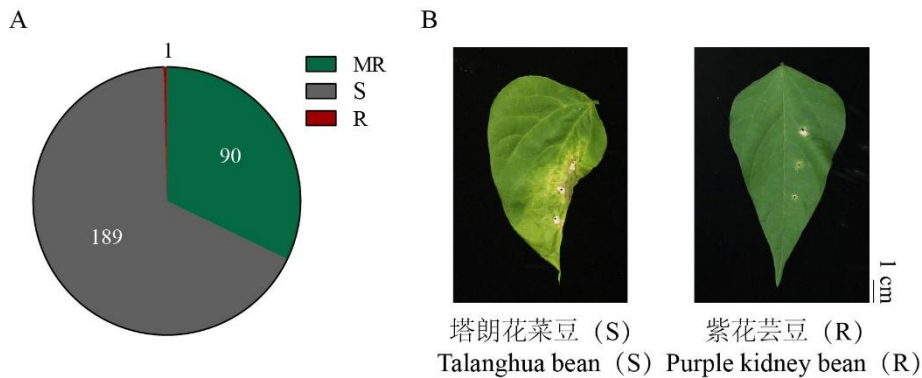 A
1
MR
S
R
90
189
B
1 cm
塔朗花菜豆（S）
Talanghua bean（S）
紫花芸豆（R）
Purple kidney bean（R）